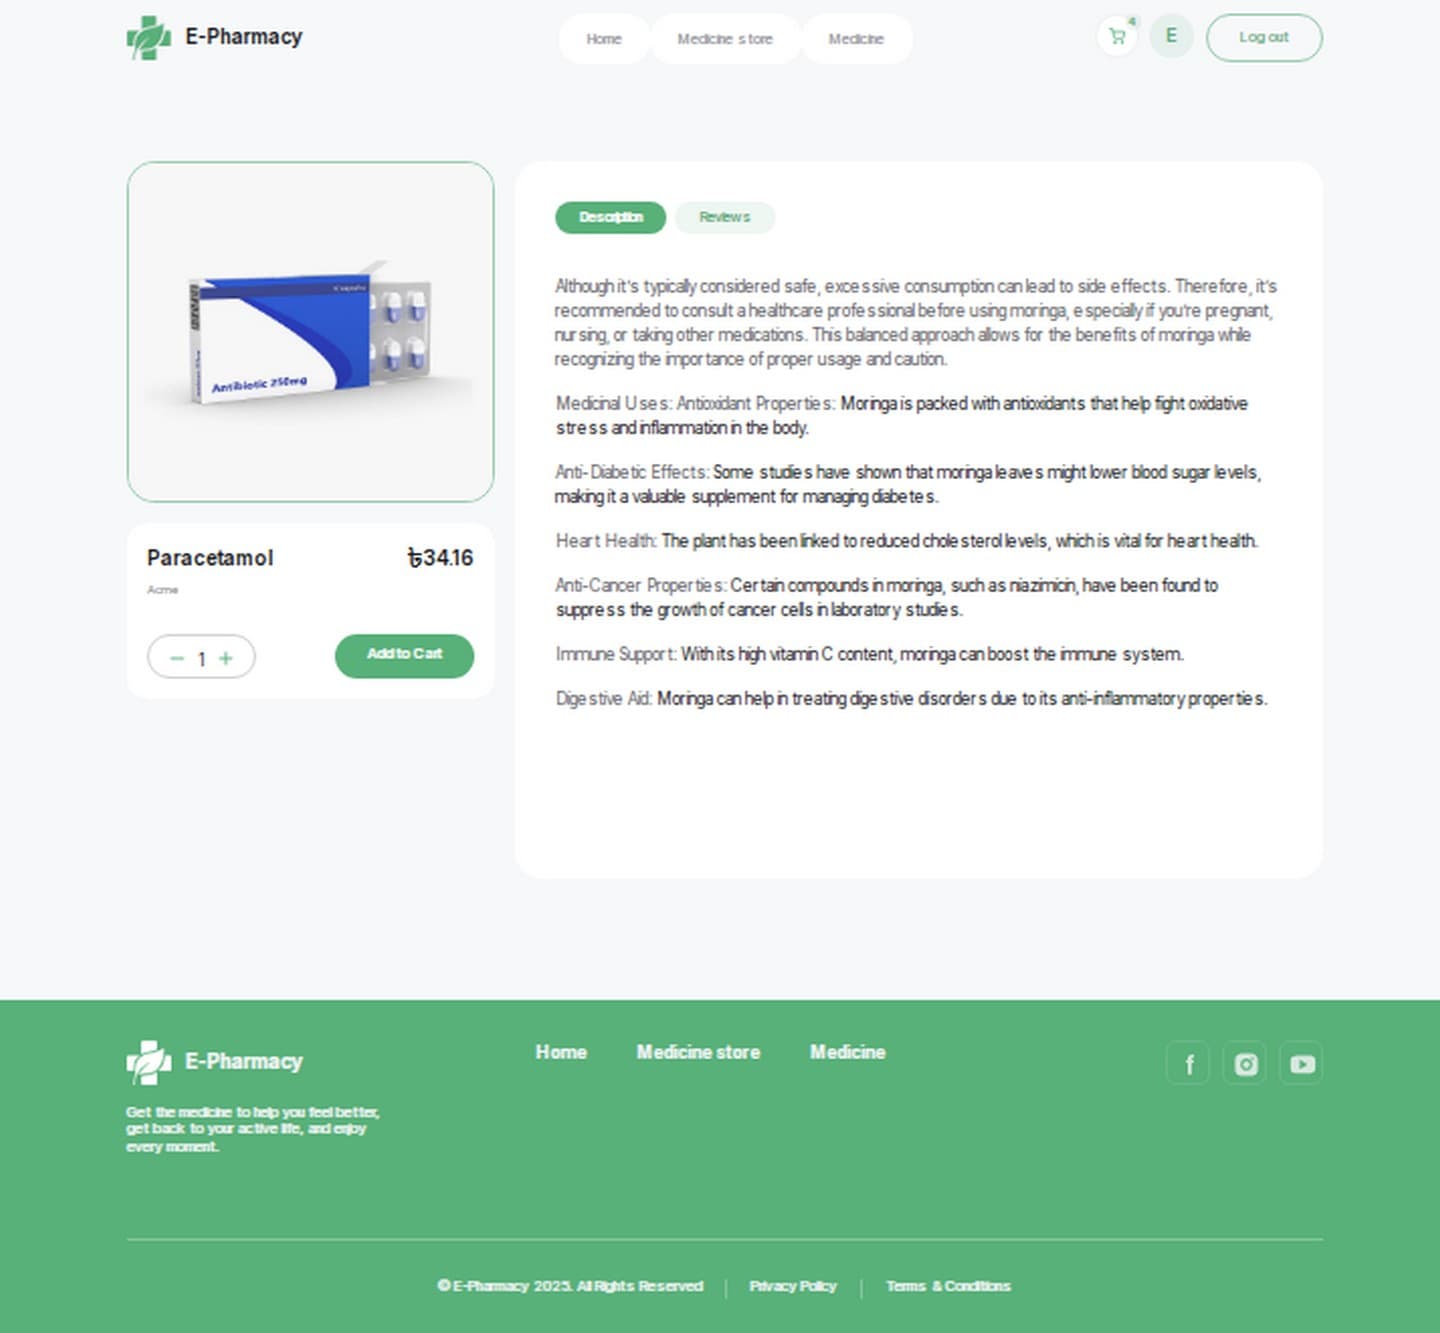 E-Pharmacy
Home
Medicine store
Medicine
4
E
Log out
Antibiotic 250mg
Paracetamol
৳34.16
Acme
1
Add to Cart
Description
Reviews
Although it's typically considered safe, excessive consumption can lead to side effects. Therefore, it's
recommended to consult a healthcare professional before using moringa, especially if you're pregnant,
nursing, or taking other medications. This balanced approach allows for the benefits of moringa while
recognizing the importance of proper usage and caution.
Medicinal Uses: Antioxidant Properties: Moringa is packed with antioxidants that help fight oxidative
stress and inflammation in the body.
Anti-Diabetic Effects: Some studies have shown that moringa leaves might lower blood sugar levels,
making it a valuable supplement for managing diabetes.
Heart Health: The plant has been linked to reduced cholesterol levels, which is vital for heart health.
Anti-Cancer Properties: Certain compounds in moringa, such as niazimicin, have been found to
suppress the growth of cancer cells in laboratory studies.
Immune Support: With its high vitamin C content, moringa can boost the immune system.
Digestive Aid: Moringa can help in treating digestive disorders due to its anti-inflammatory properties.
E-Pharmacy
Get the medicine to help you feel better,
get back to your active life, and enjoy
every moment.
Home
Medicine store
Medicine
© E-Pharmacy 2025. All Rights Reserved
Privacy Policy
Terms & Conditions